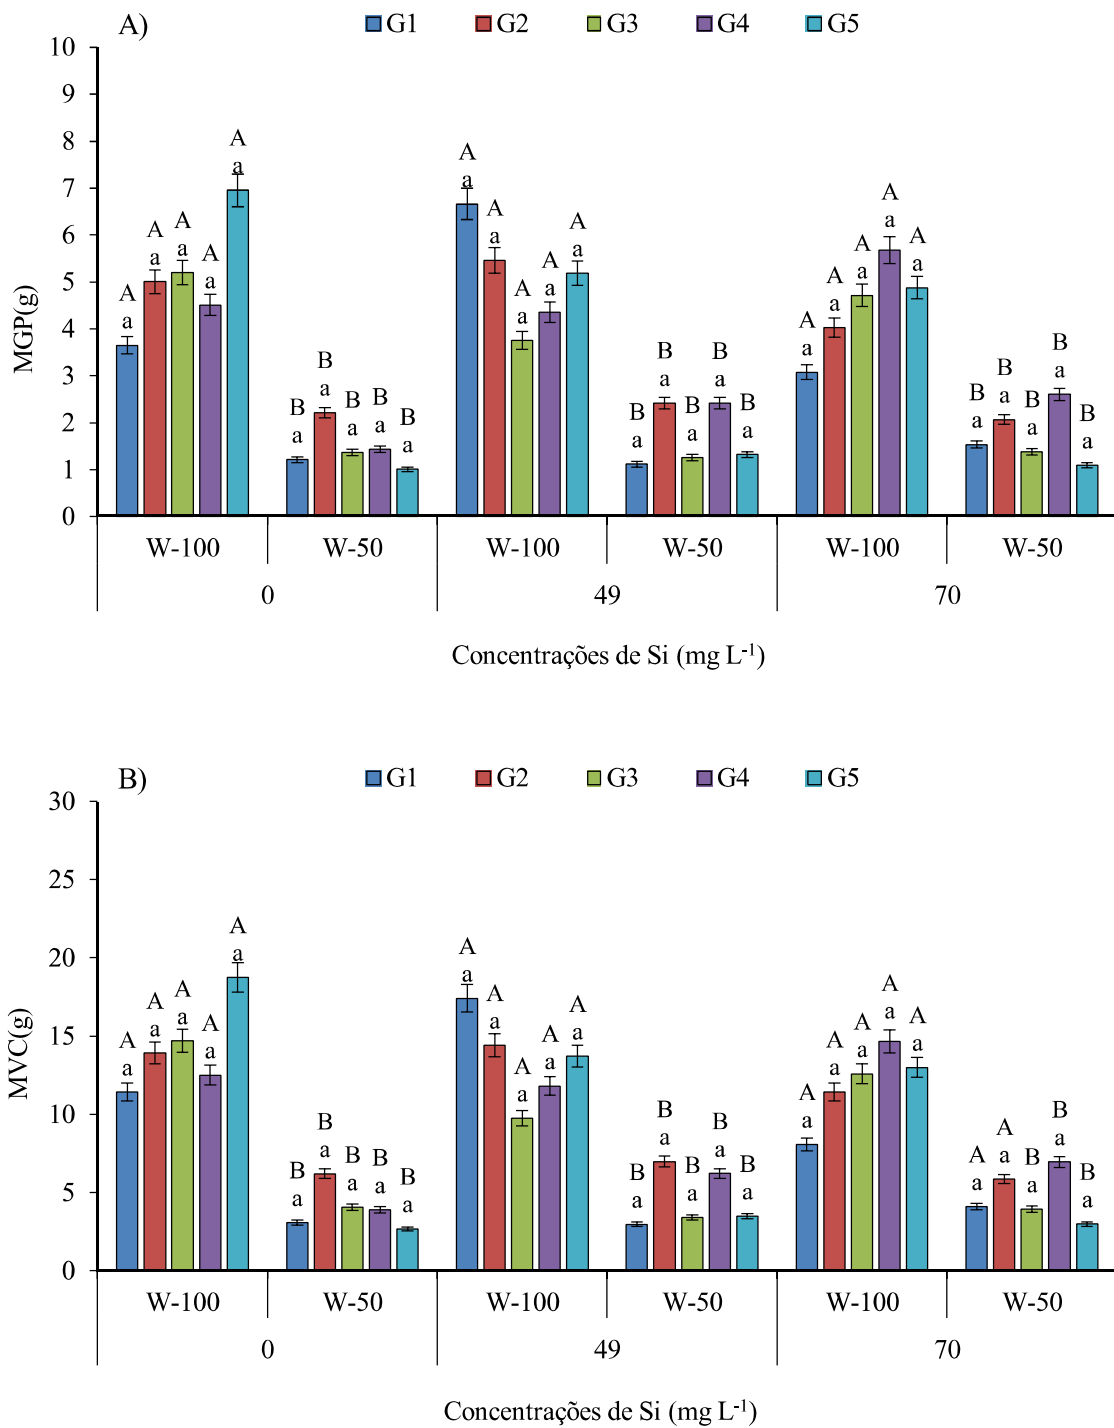 A)
G1 G2 G3 G4 G5
10
9
8
7
6
5
4
3
2
1
0
MGP(g)
A A A A A A A A A A A A A A A
a a a a a a a a a a a a a a a
B B B B B B B B B B B B B B B
a a a a a a a a a a a a a a a
W-100 W-50 W-100 W-50 W-100 W-50
0 49 70
Concentrações de Si (mg L-1)
B)
G1 G2 G3 G4 G5
30
25
20
15
10
5
0
MVC(g)
A A A A A A A A A A A A A A A
a a a a a a a a a a a a a a a
B B B B B B B B B B A A B B B
a a a a a a a a a a a a a a a
W-100 W-50 W-100 W-50 W-100 W-50
0 49 70
Concentrações de Si (mg L-1)